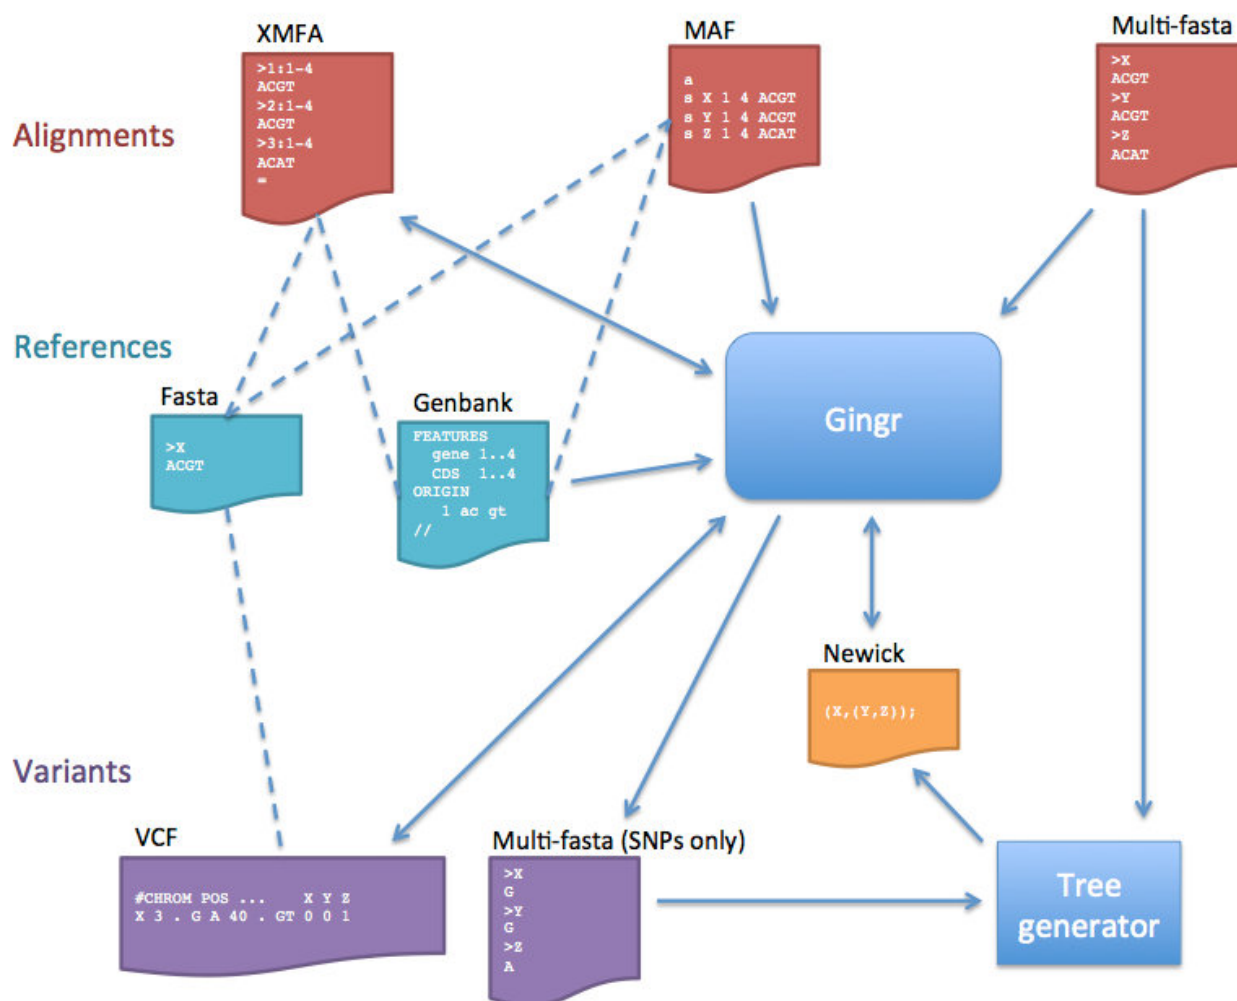 XMFA
>1:1-4
ACGT
>2:1-4
ACGT
>3:1-4
ACAT
=
MAF
a
s X 1 4 ACGT
s Y 1 4 ACGT
s Z 1 4 ACAT
Multi-fasta
>X
ACGT
>Y
ACGT
>Z
ACAT
Alignments
References
Fasta
>X
ACGT
Genbank
FEATURES
gene 1..4
CDS 1..4
ORIGIN
1 ac gt
//
Gingr
Newick
(X,(Y,Z));
Variants
VCF
#CHROM POS ... X Y Z
X 3 . G A 40 . GT 0 0 1
Multi-fasta (SNPs only)
>X
G
>Y
G
>Z
A
Tree
generator